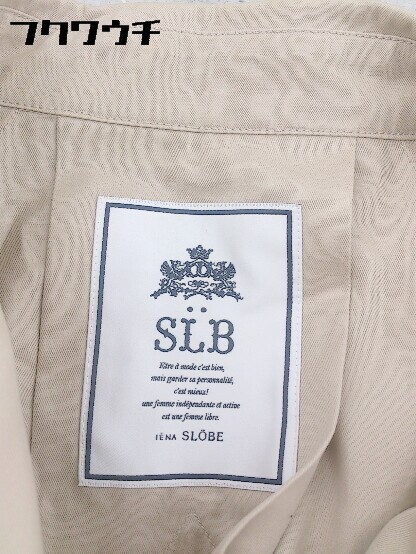 フクワウチ
SLB
Etre à mode c'est bien,
mais garder sa personnalité,
c'est mieux!
une femme indépendante et active
est une femme libre.
IÉNA SLÖBE